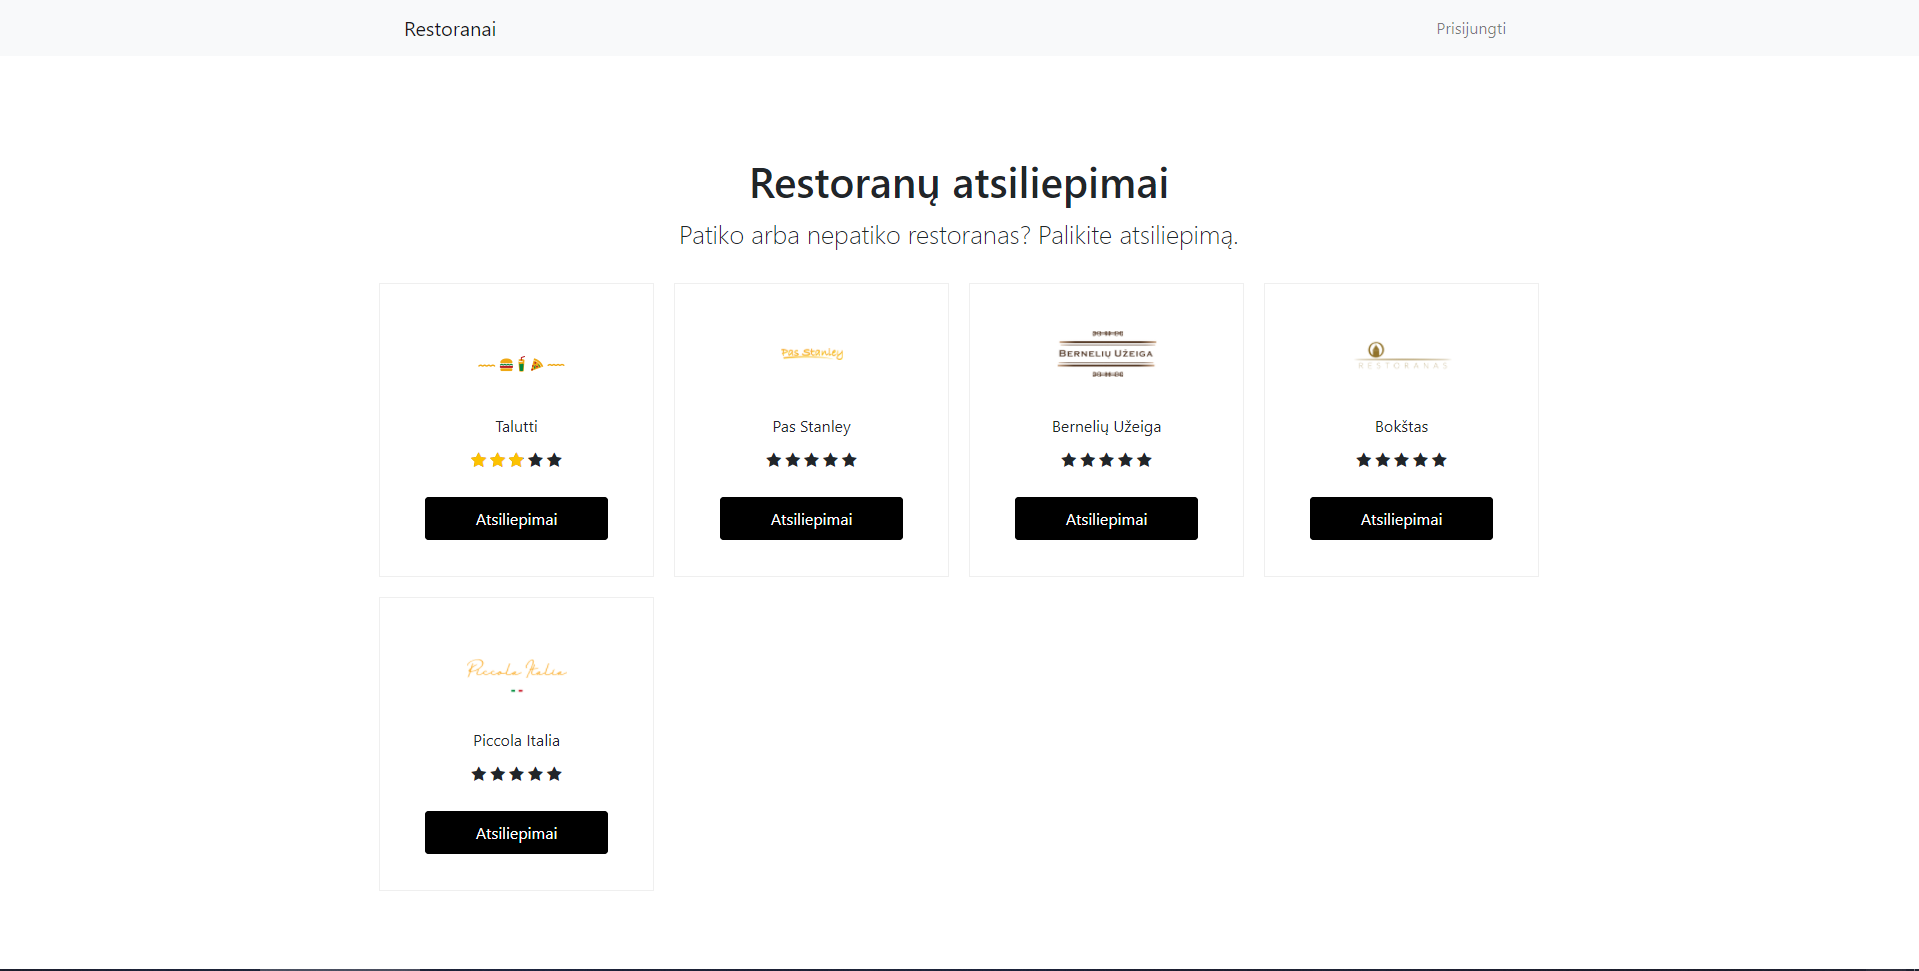 Restoranai
Prisijungti
Restoranų atsiliepimai
Patiko arba nepatiko restoranas? Palikite atsiliepimą.
Pas Stanley
BERNELIŲ UŽEIGA
RESTORANAS
Talutti
Pas Stanley
Bernelių Užeiga
Bokštas
Atsiliepimai
Atsiliepimai
Atsiliepimai
Atsiliepimai
Piccola Italia
Piccola Italia
Atsiliepimai